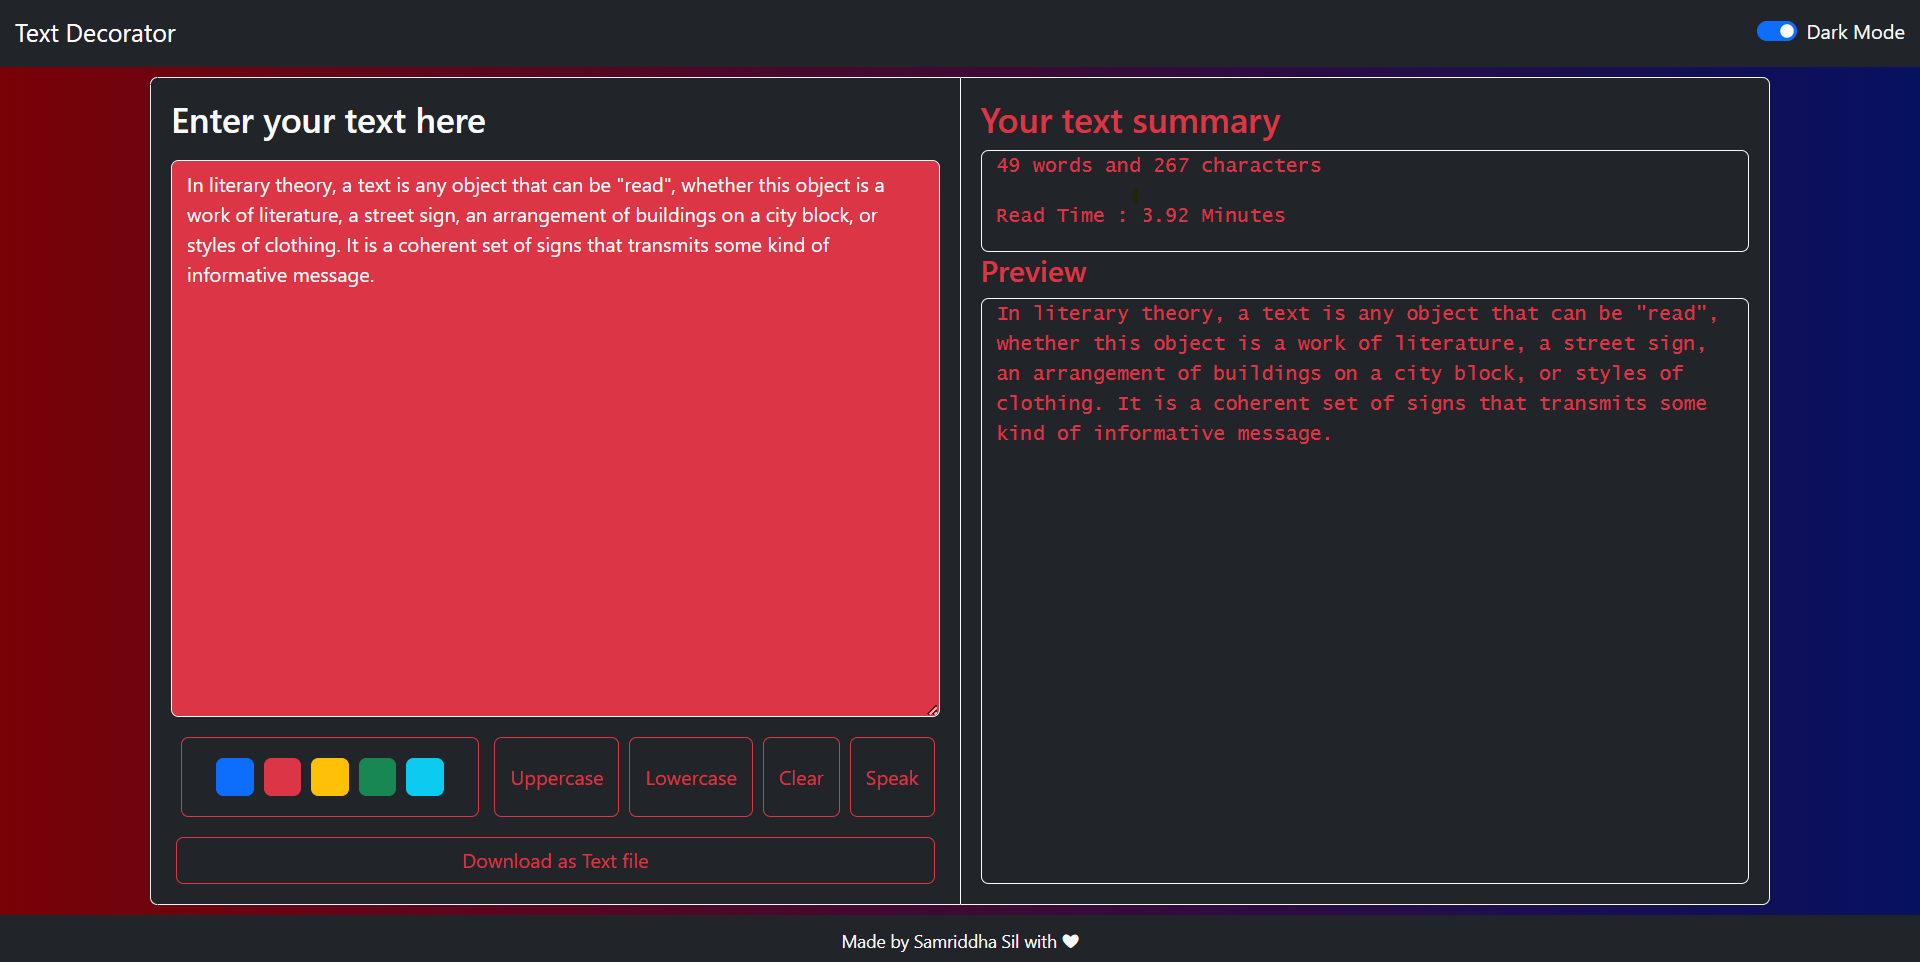 Text Decorator
Dark Mode
Enter your text here
In literary theory, a text is any object that can be "read", whether this object is a
work of literature, a street sign, an arrangement of buildings on a city block, or
styles of clothing. It is a coherent set of signs that transmits some kind of
informative message.
Uppercase
Lowercase
Clear
Speak
Download as Text file
Your text summary
49 words and 267 characters
Read Time : 3.92 Minutes
Preview
In literary theory, a text is any object that can be "read",
whether this object is a work of literature, a street sign,
an arrangement of buildings on a city block, or styles of
clothing. It is a coherent set of signs that transmits some
kind of informative message.
Made by Samriddha Sil with